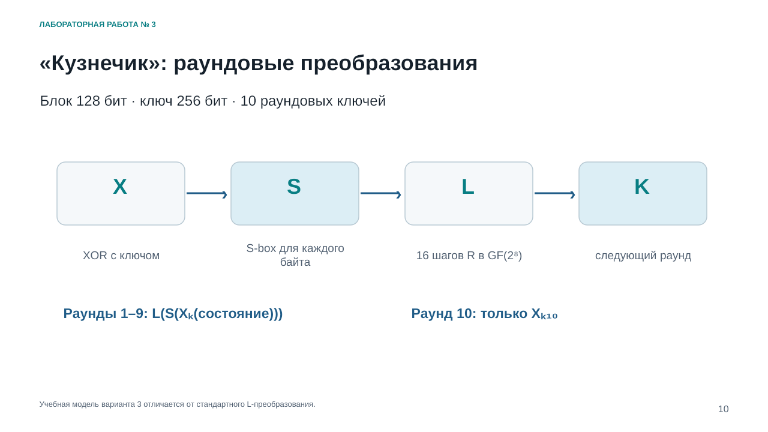 ЛАБОРАТОРНАЯ РАБОТА № 3
«Кузнечик»: раундовые преобразования
Блок 128 бит · ключ 256 бит · 10 раундовых ключей
X
S
L
K
XOR с ключом
S-box для каждого
байта
16 шагов R в GF(2⁸)
следующий раунд
Раунды 1–9: L(S(Xₖ(состояние)))
Раунд 10: только Xₖ₁₀
Учебная модель варианта 3 отличается от стандартного L-преобразования.
10